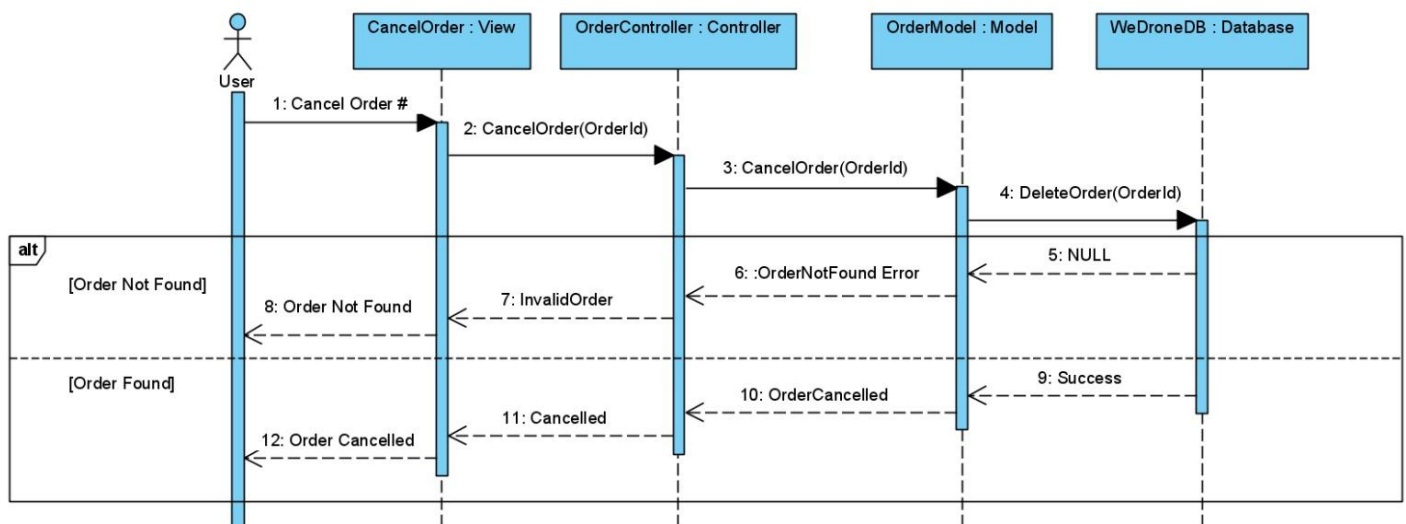 CancelOrder : View
OrderController : Controller
OrderModel : Model
WeDroneDB : Database
User
1: Cancel Order #
2: CancelOrder(OrderId)
3: CancelOrder(OrderId)
4: DeleteOrder(OrderId)
alt
[Order Not Found]
5: NULL
6: :OrderNotFound Error
7: InvalidOrder
8: Order Not Found
[Order Found]
9: Success
10: OrderCancelled
11: Cancelled
12: Order Cancelled